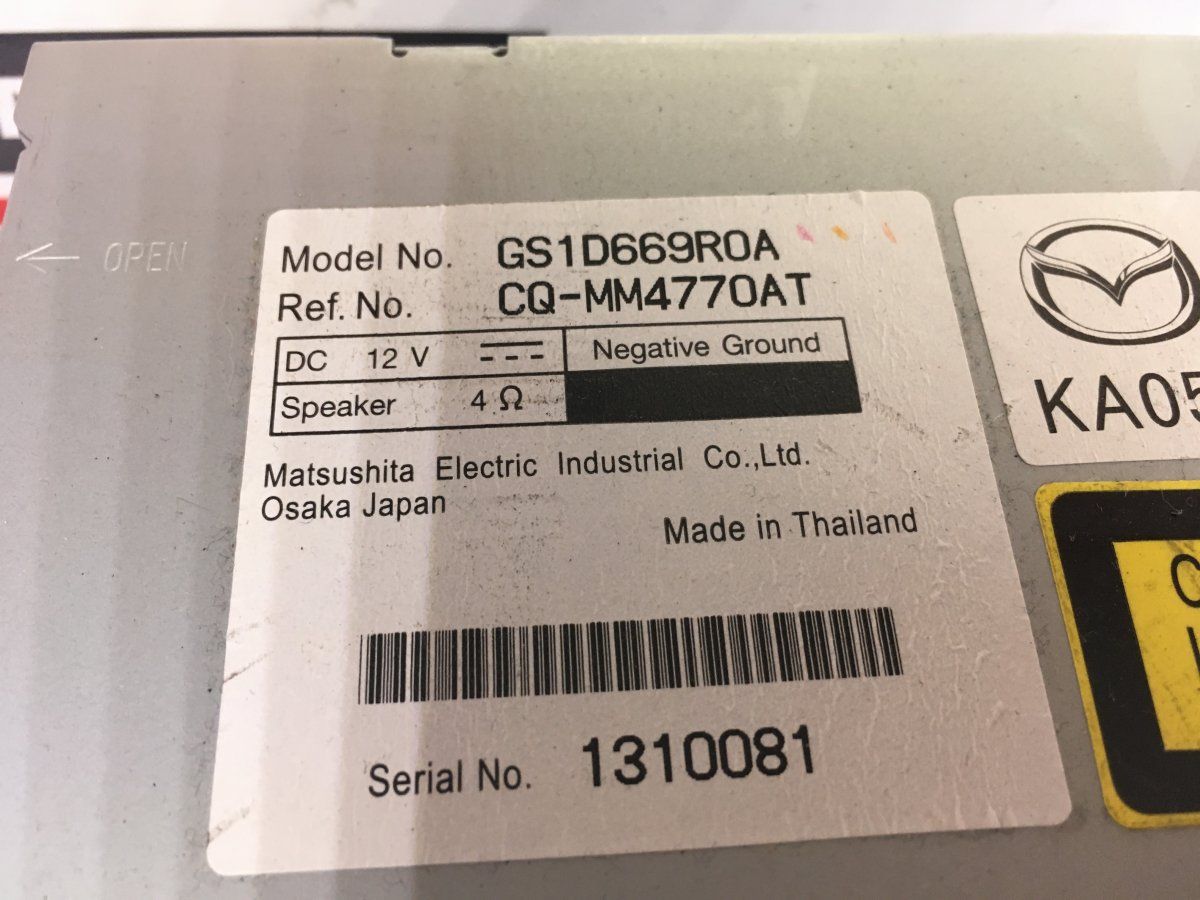 OPEN
Model No. GS1D669R0A
Ref. No. CQ-MM4770AT
DC 12 V Negative Ground
Speaker 4 Ω
Matsushita Electric Industrial Co.,Ltd.
Osaka Japan
Made in Thailand
Serial No. 1310081
KA05